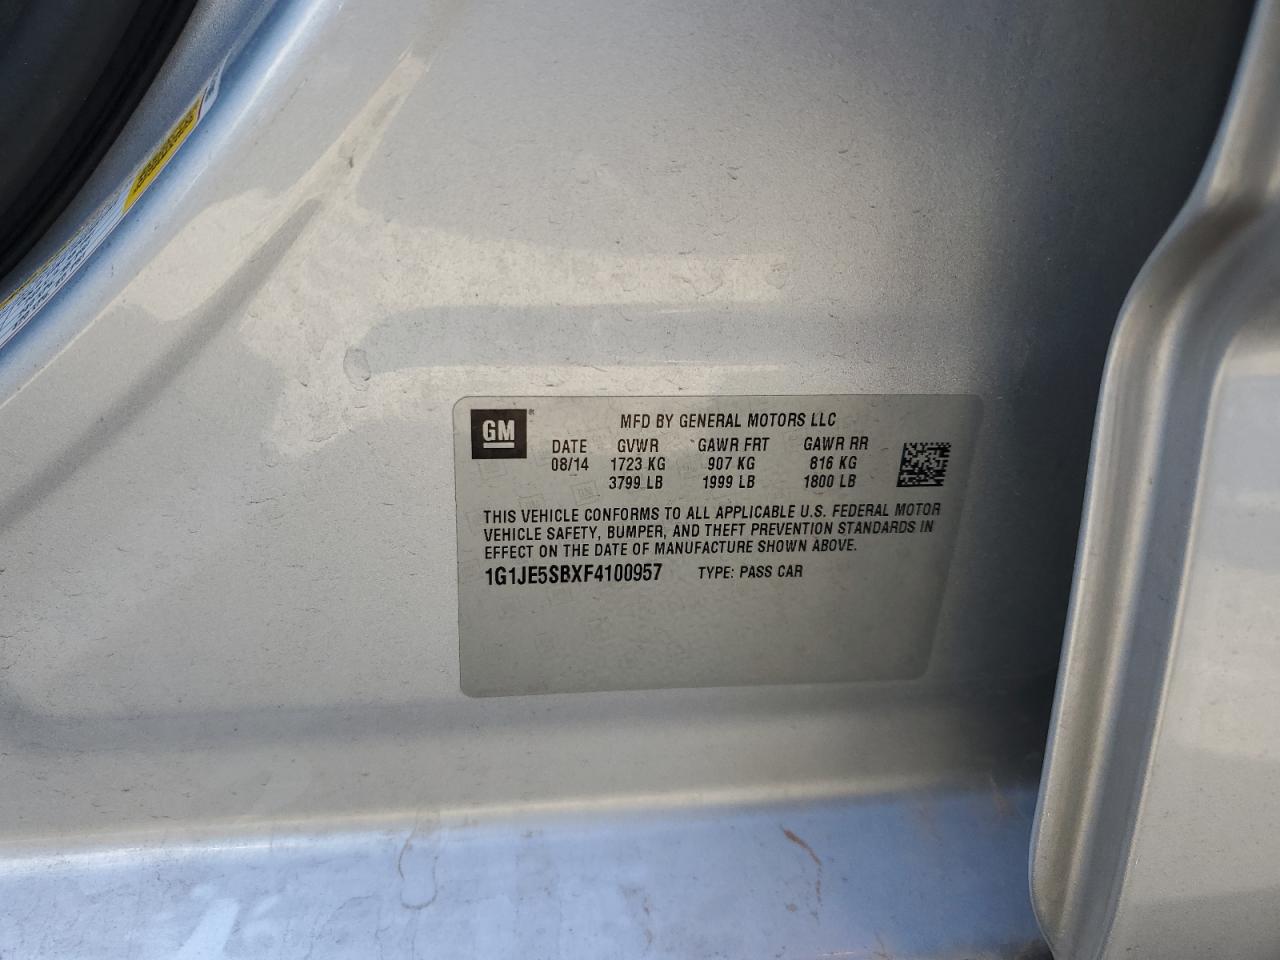 GM ® MFD BY GENERAL MOTORS LLC
DATE GVWR GAWR FRT GAWR RR
08/14 1723 KG 907 KG 816 KG
3799 LB 1999 LB 1800 LB
THIS VEHICLE CONFORMS TO ALL APPLICABLE U.S. FEDERAL MOTOR
VEHICLE SAFETY, BUMPER, AND THEFT PREVENTION STANDARDS IN
EFFECT ON THE DATE OF MANUFACTURE SHOWN ABOVE.
1G1JE5SBXF4100957 TYPE: PASS CAR